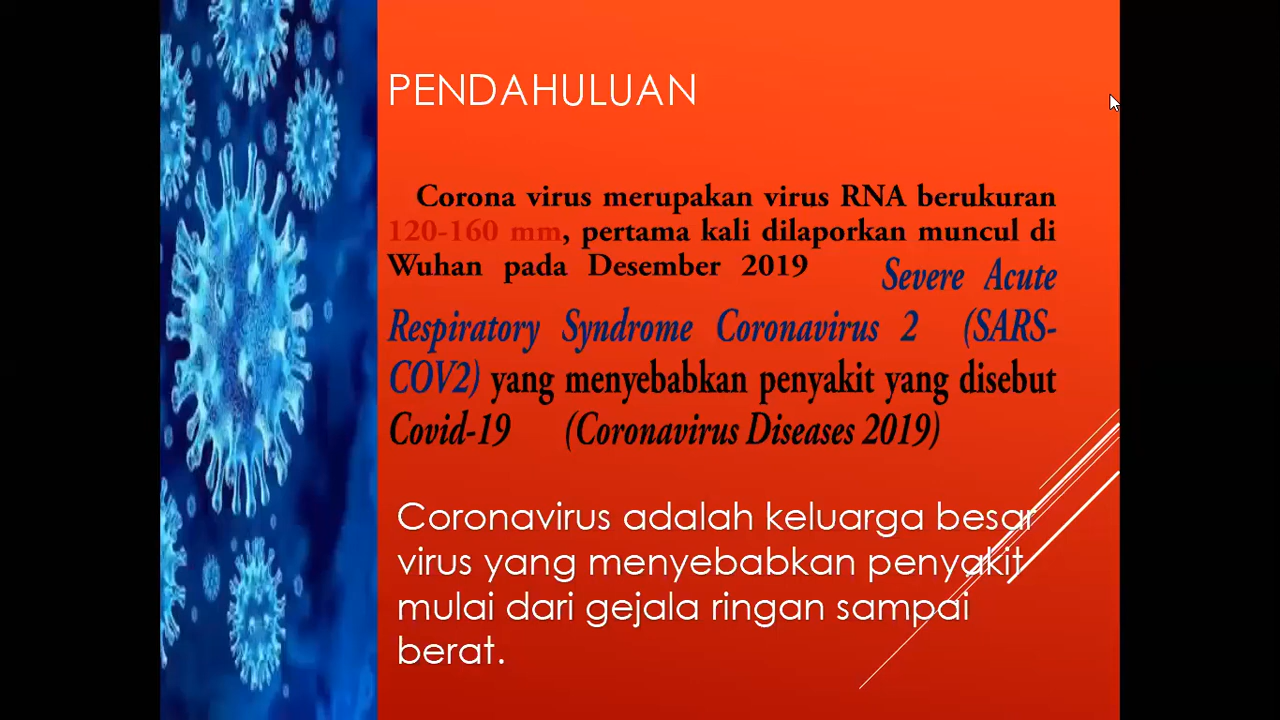 PENDAHULUAN
Corona virus merupakan virus RNA berukuran
120-160 mm, pertama kali dilaporkan muncul di
Wuhan pada Desember 2019 Severe Acute
Respiratory Syndrome Coronavirus 2 (SARS-
COV2) yang menyebabkan penyakit yang disebut
Covid-19 (Coronavirus Diseases 2019)
Coronavirus adalah keluarga besar
virus yang menyebabkan penyakit
mulai dari gejala ringan sampai
berat.